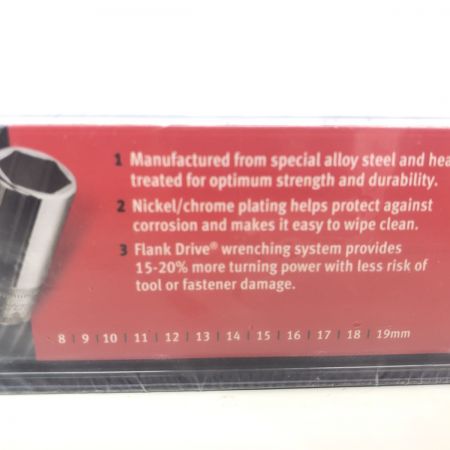 1 Manufactured from special alloy steel and hea
treated for optimum strength and durability.
2 Nickel/chrome plating helps protect against
corrosion and makes it easy to wipe clean.
3 Flank Drive® wrenching system provides
15-20% more turning power with less risk of
tool or fastener damage.
8 | 9 | 10 | 11 | 12 | 13 | 14 | 15 | 16 | 17 | 18 | 19mm